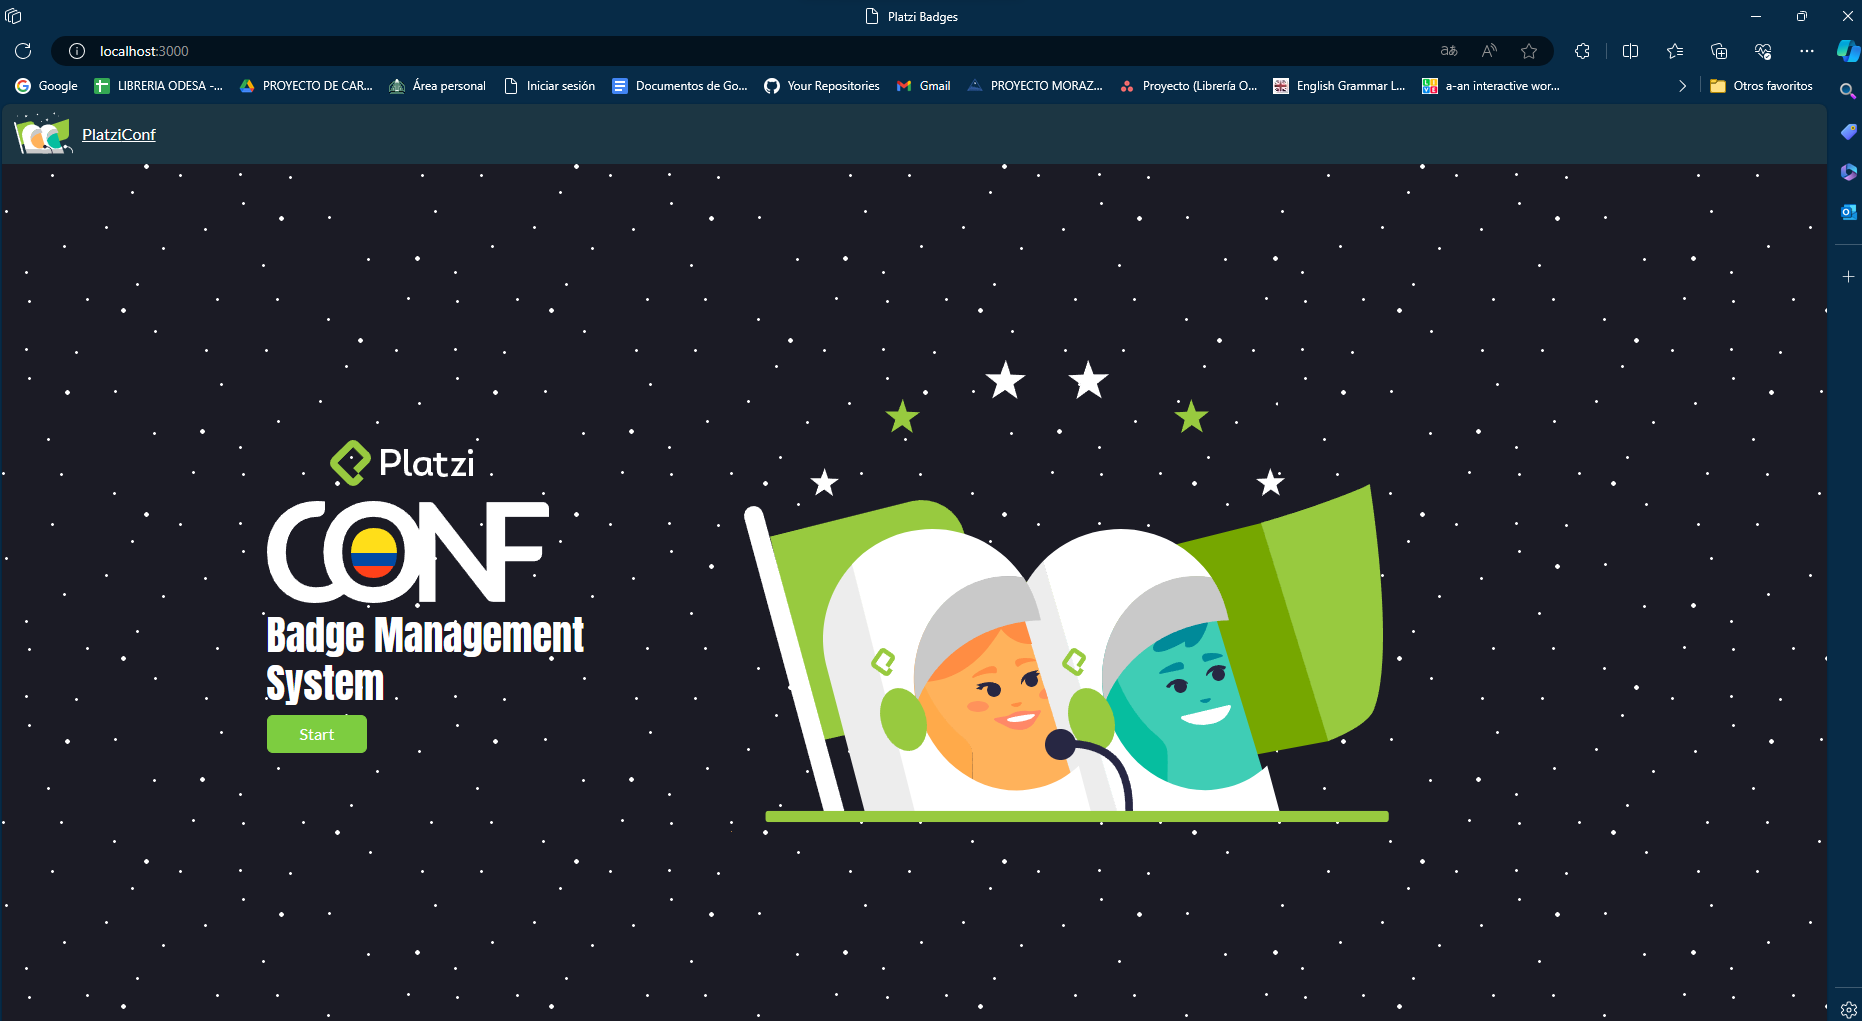 Platzi Badges
localhost:3000
Google LIBRERIA ODESA -... PROYECTO DE CAR... Área personal Iniciar sesión Documentos de Go... Your Repositories Gmail PROYECTO MORAZ... Proyecto (Librería O... English Grammar L... a-an interactive wor... Otros favoritos
PlatziConf
Platzi
CONF
Badge Management
System
Start